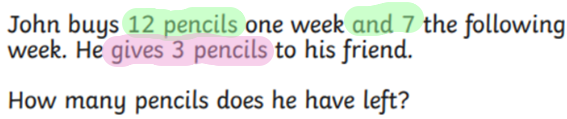 John buys 12 pencils one week and 7 the following
week. He gives 3 pencils to his friend.
How many pencils does he have left?